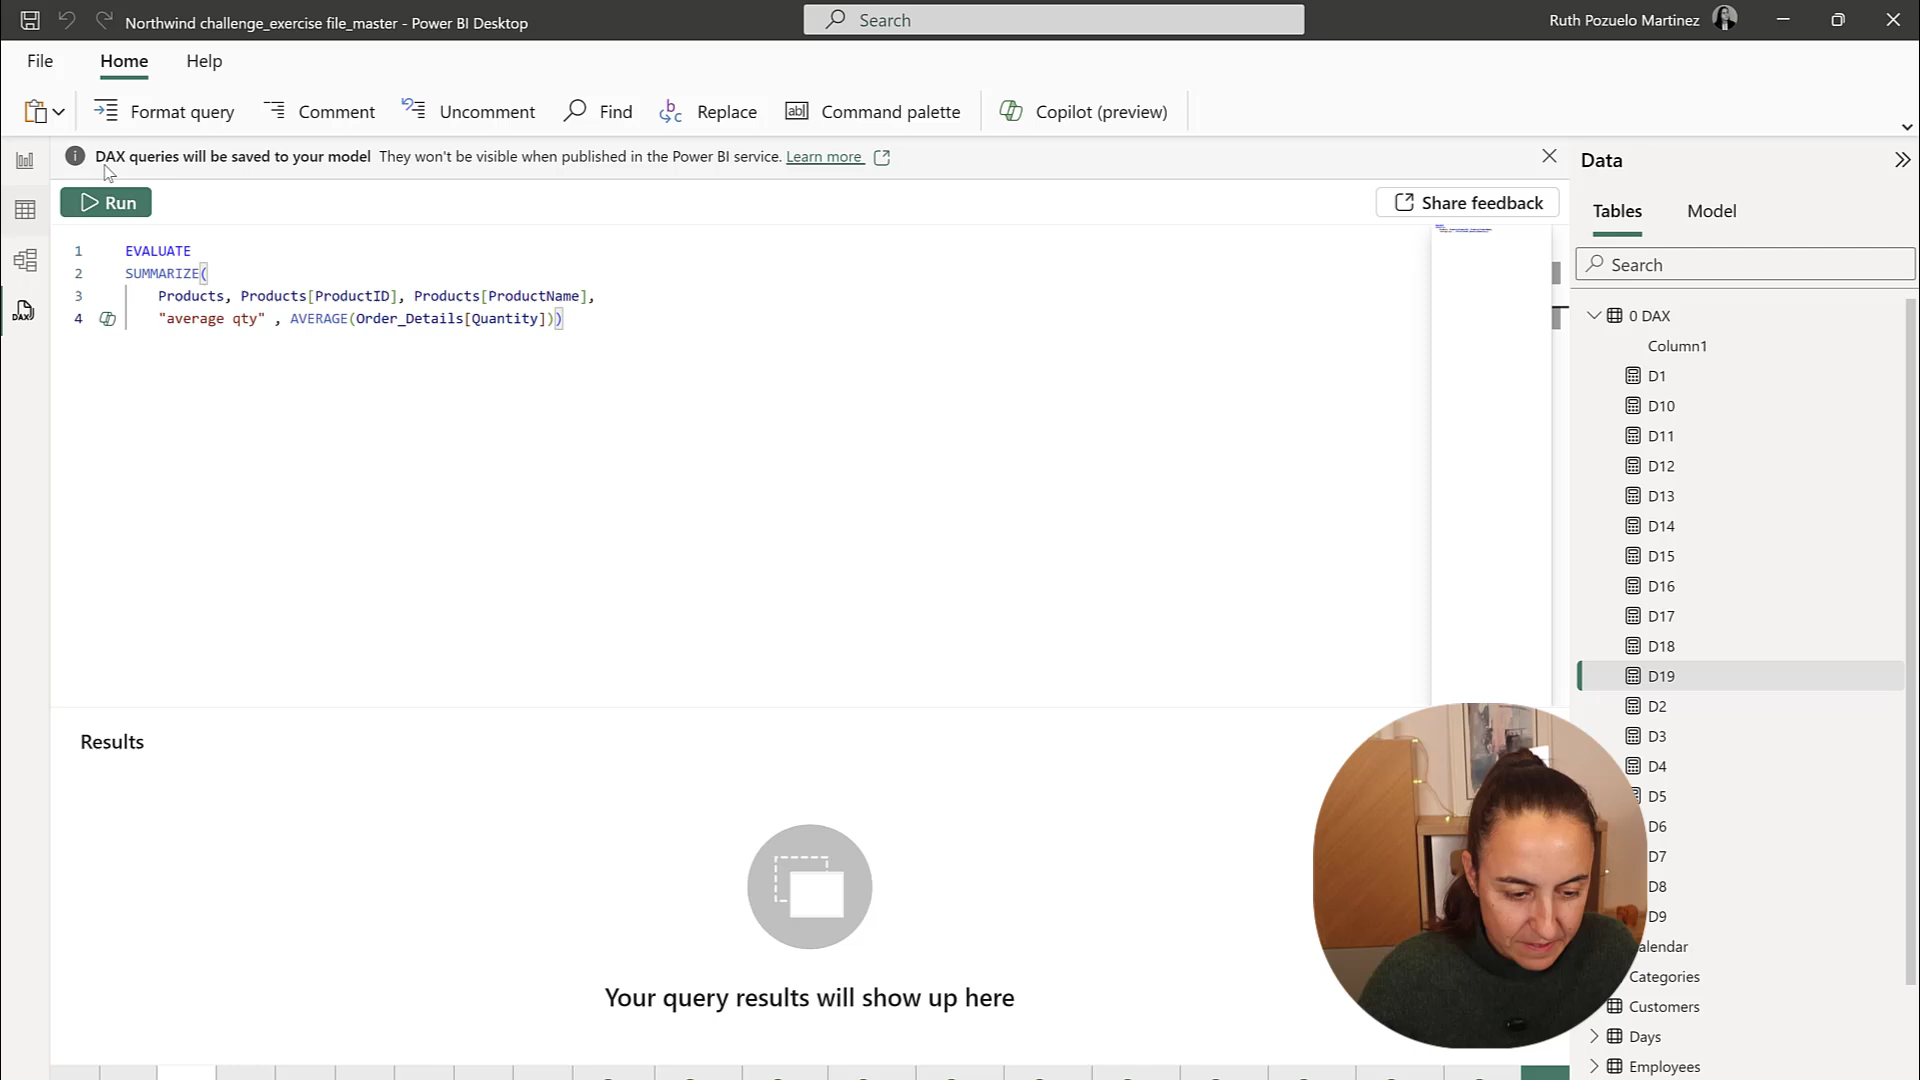 Northwind challenge_exercise file_master - Power BI Desktop
Search
Ruth Pozuelo Martinez
File
Home
Help
Format query
Comment
Uncomment
Find
Replace
Command palette
Copilot (preview)
DAX queries will be saved to your model They won't be visible when published in the Power BI service. Learn more
Run
Share feedback
1 EVALUATE
2 SUMMARIZE(
3 Products, Products[ProductID], Products[ProductName],
4 "average qty" , AVERAGE(Order_Details[Quantity]))
Results
Your query results will show up here
Data
Tables
Model
Search
0 DAX
Column1
D1
D10
D11
D12
D13
D14
D15
D16
D17
D18
D19
D2
D3
D4
D5
D6
D7
D8
D9
alendar
Categories
Customers
Days
Employees
DAX